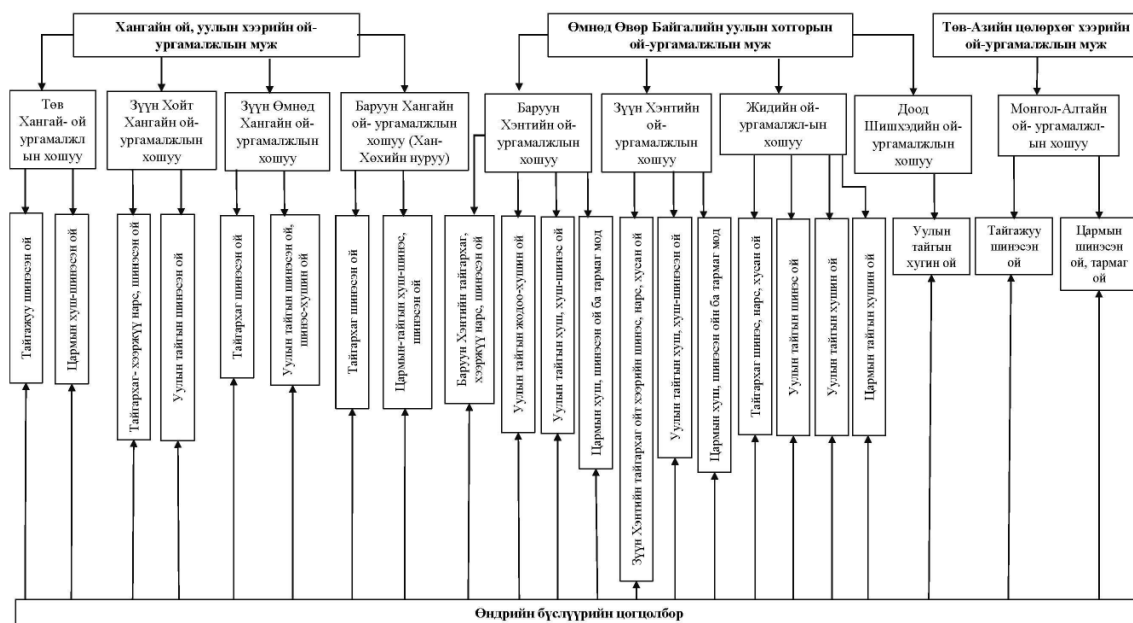 Хангайн ой, уулын хээрийн ой-
ургамалжлын муж
Өмнөд Өвөр Байгалийн уулын хотгорын
ой-ургамалжлын муж
Төв-Азийн цөлөрхөг хээрийн
ой-ургамалжлын муж
Төв
Хангай- ой
ургамалжл
ын хошуу
Зүүн Хойт
Хангайн ой-
ургамалжлын
хошуу
Зүүн Өмнөд
Хангайн ой-
ургамалжлын
хошуу
Баруун Хангайн
ой- ургамалжлын
хошуу (Хан-
Хөхийн нуруу)
Баруун
Хэнтийн ой-
ургамалжлын
хошуу
Зүүн Хэнтийн
ой-
ургамалжлын
хошуу
Жидийн ой-
ургамалжл-ын
хошуу
Доод
Шишхэдийн ой-
ургамалжлын
хошуу
Монгол-Алтайн
ой- ургамалжл-
ын хошуу
Тайгажуу шинэсэн ой
Цармын хуш-шинэсэн ой
Тайгархаг- хээржүү нарс, шинэсэн ой
Уулын тайгын шинэсэн ой
Тайгархаг шинэсэн ой
Уулын тайгын шинэсэн ой,
шинэс-хушин ой
Тайгархаг шинэсэн ой
Цармын-тайгын хуш-шинэс,
шинэсэн ой
Баруун Хэнтийн тайгархаг,
хээржүү нарс, шинэсэн ой
Уулын тайгын жодоо-хушин ой
Уулын тайгын хуш, хуш-шинэс ой
Цармын хуш, шинэсэн ой ба тармаг мод
Зүүн Хэнтийн тайгархаг ойт хээрийн шинэс, нарс, хусан ой
Уулын тайгын хуш, хуш-шинэсэн ой
Цармын хуш, шинэсэн ойн ба тармаг мод
Тайгархаг шинэс, нарс, хусан ой
Уулын тайгын шинэс ой
Уулын тайгын хушин ой
Цармын тайгын хушин ой
Уулын
тайгын
хугин ой
Тайгажуу
шинэсэн
ой
Цармын
шинэсэн
ой, тармаг
ой
Өндрийн бүслүүрийн цогцолбор